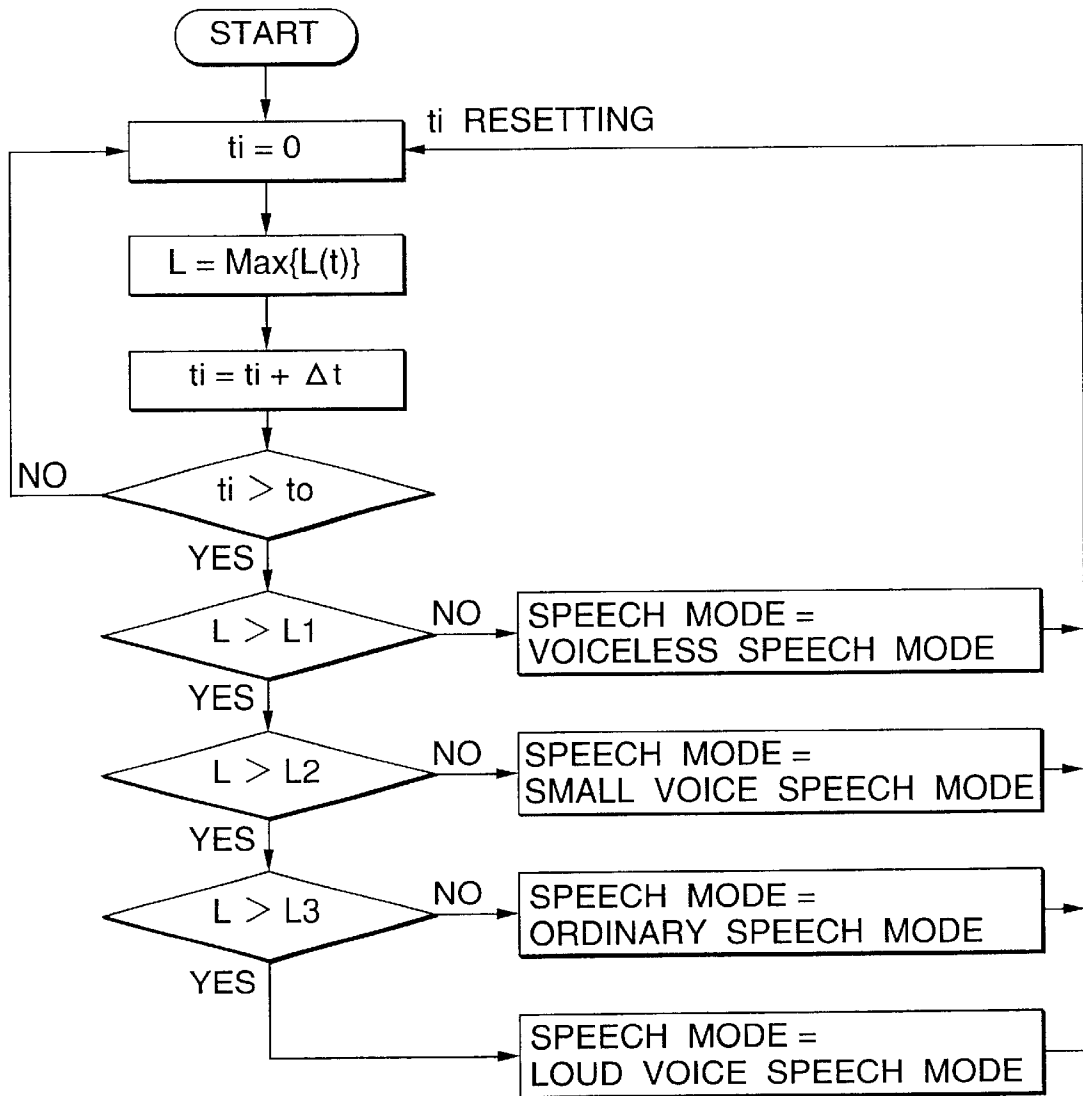 START
ti RESETTING
ti = 0
L = Max{L(t)}
ti = ti + Δt
NO
ti > to
YES
L > L1
NO
SPEECH MODE =
VOICELESS SPEECH MODE
YES
L > L2
NO
SPEECH MODE =
SMALL VOICE SPEECH MODE
YES
L > L3
NO
SPEECH MODE =
ORDINARY SPEECH MODE
YES
SPEECH MODE =
LOUD VOICE SPEECH MODE